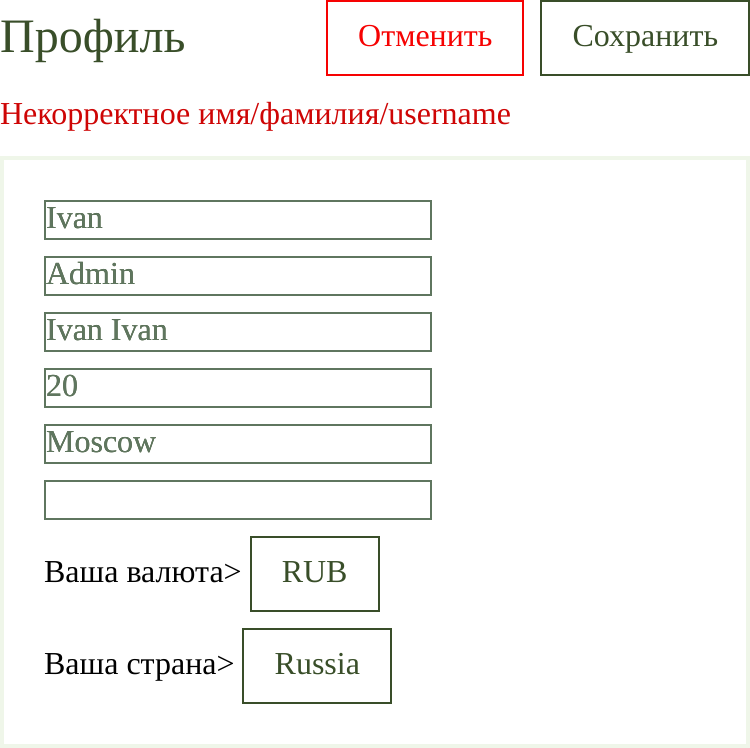 Профиль
Отменить
Сохранить
Некорректное имя/фамилия/username
Ivan
Admin
Ivan Ivan
20
Moscow
Ваша валюта> RUB
Ваша страна> Russia